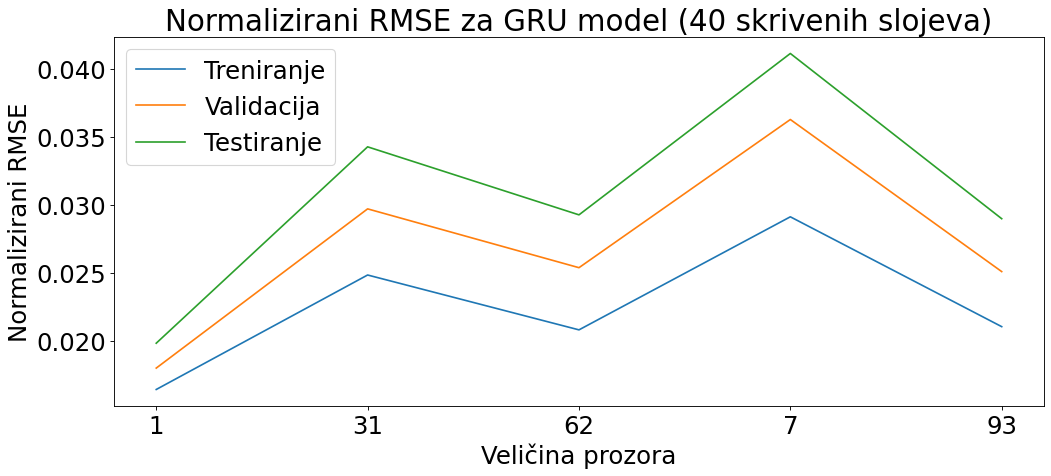 Normalizirani RMSE za GRU model (40 skrivenih slojeva)
Treniranje
Validacija
Testiranje
Normalizirani RMSE
0.040
0.035
0.030
0.025
0.020
1 31 62 7 93
Veličina prozora